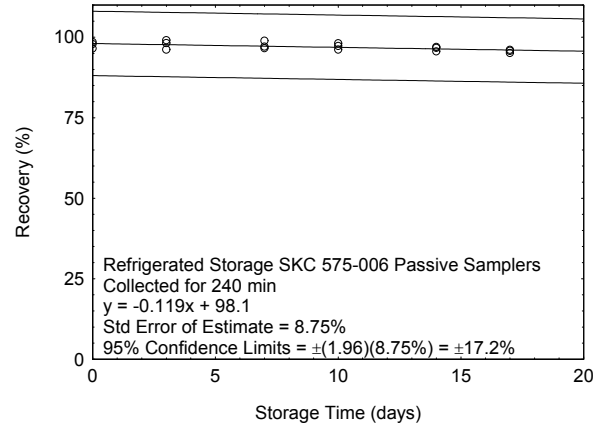 100
75
50
25
0
Recovery (%)
Refrigerated Storage SKC 575-006 Passive Samplers
Collected for 240 min
y = -0.119x + 98.1
Std Error of Estimate = 8.75%
95% Confidence Limits = ±(1.96)(8.75%) = ±17.2%
0 5 10 15 20
Storage Time (days)